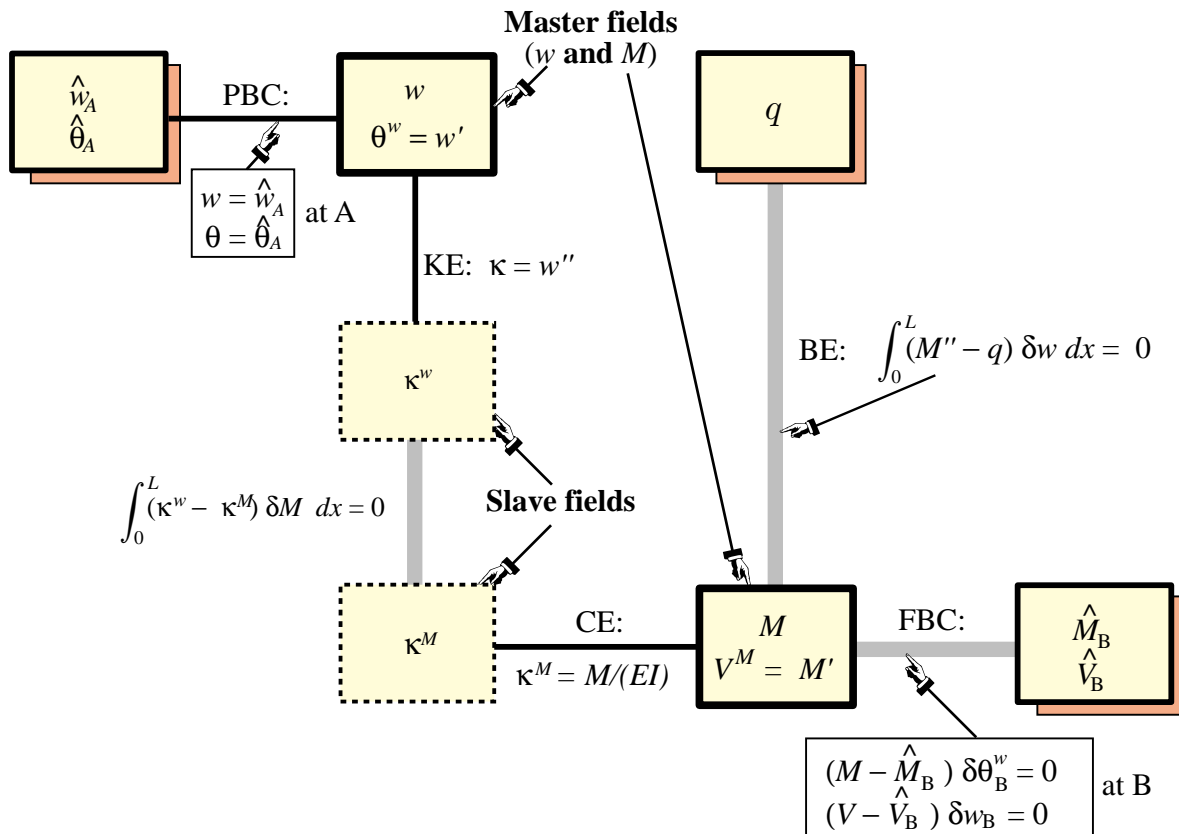 Master fields
(w and M)
ŵ_A
θ̂_A
PBC:
w
θ^w = w'
q
w = ŵ_A
θ = θ̂_A
at A
KE: κ = w''
κ^w
BE: ∫_0^L (M'' − q) δw dx = 0
∫_0^L (κ^w − κ^M) δM dx = 0
Slave fields
κ^M
CE:
κ^M = M/(EI)
M
V^M = M'
FBC:
M̂_B
V̂_B
(M − M̂_B) δθ^w_B = 0
(V − V̂_B) δw_B = 0
at B